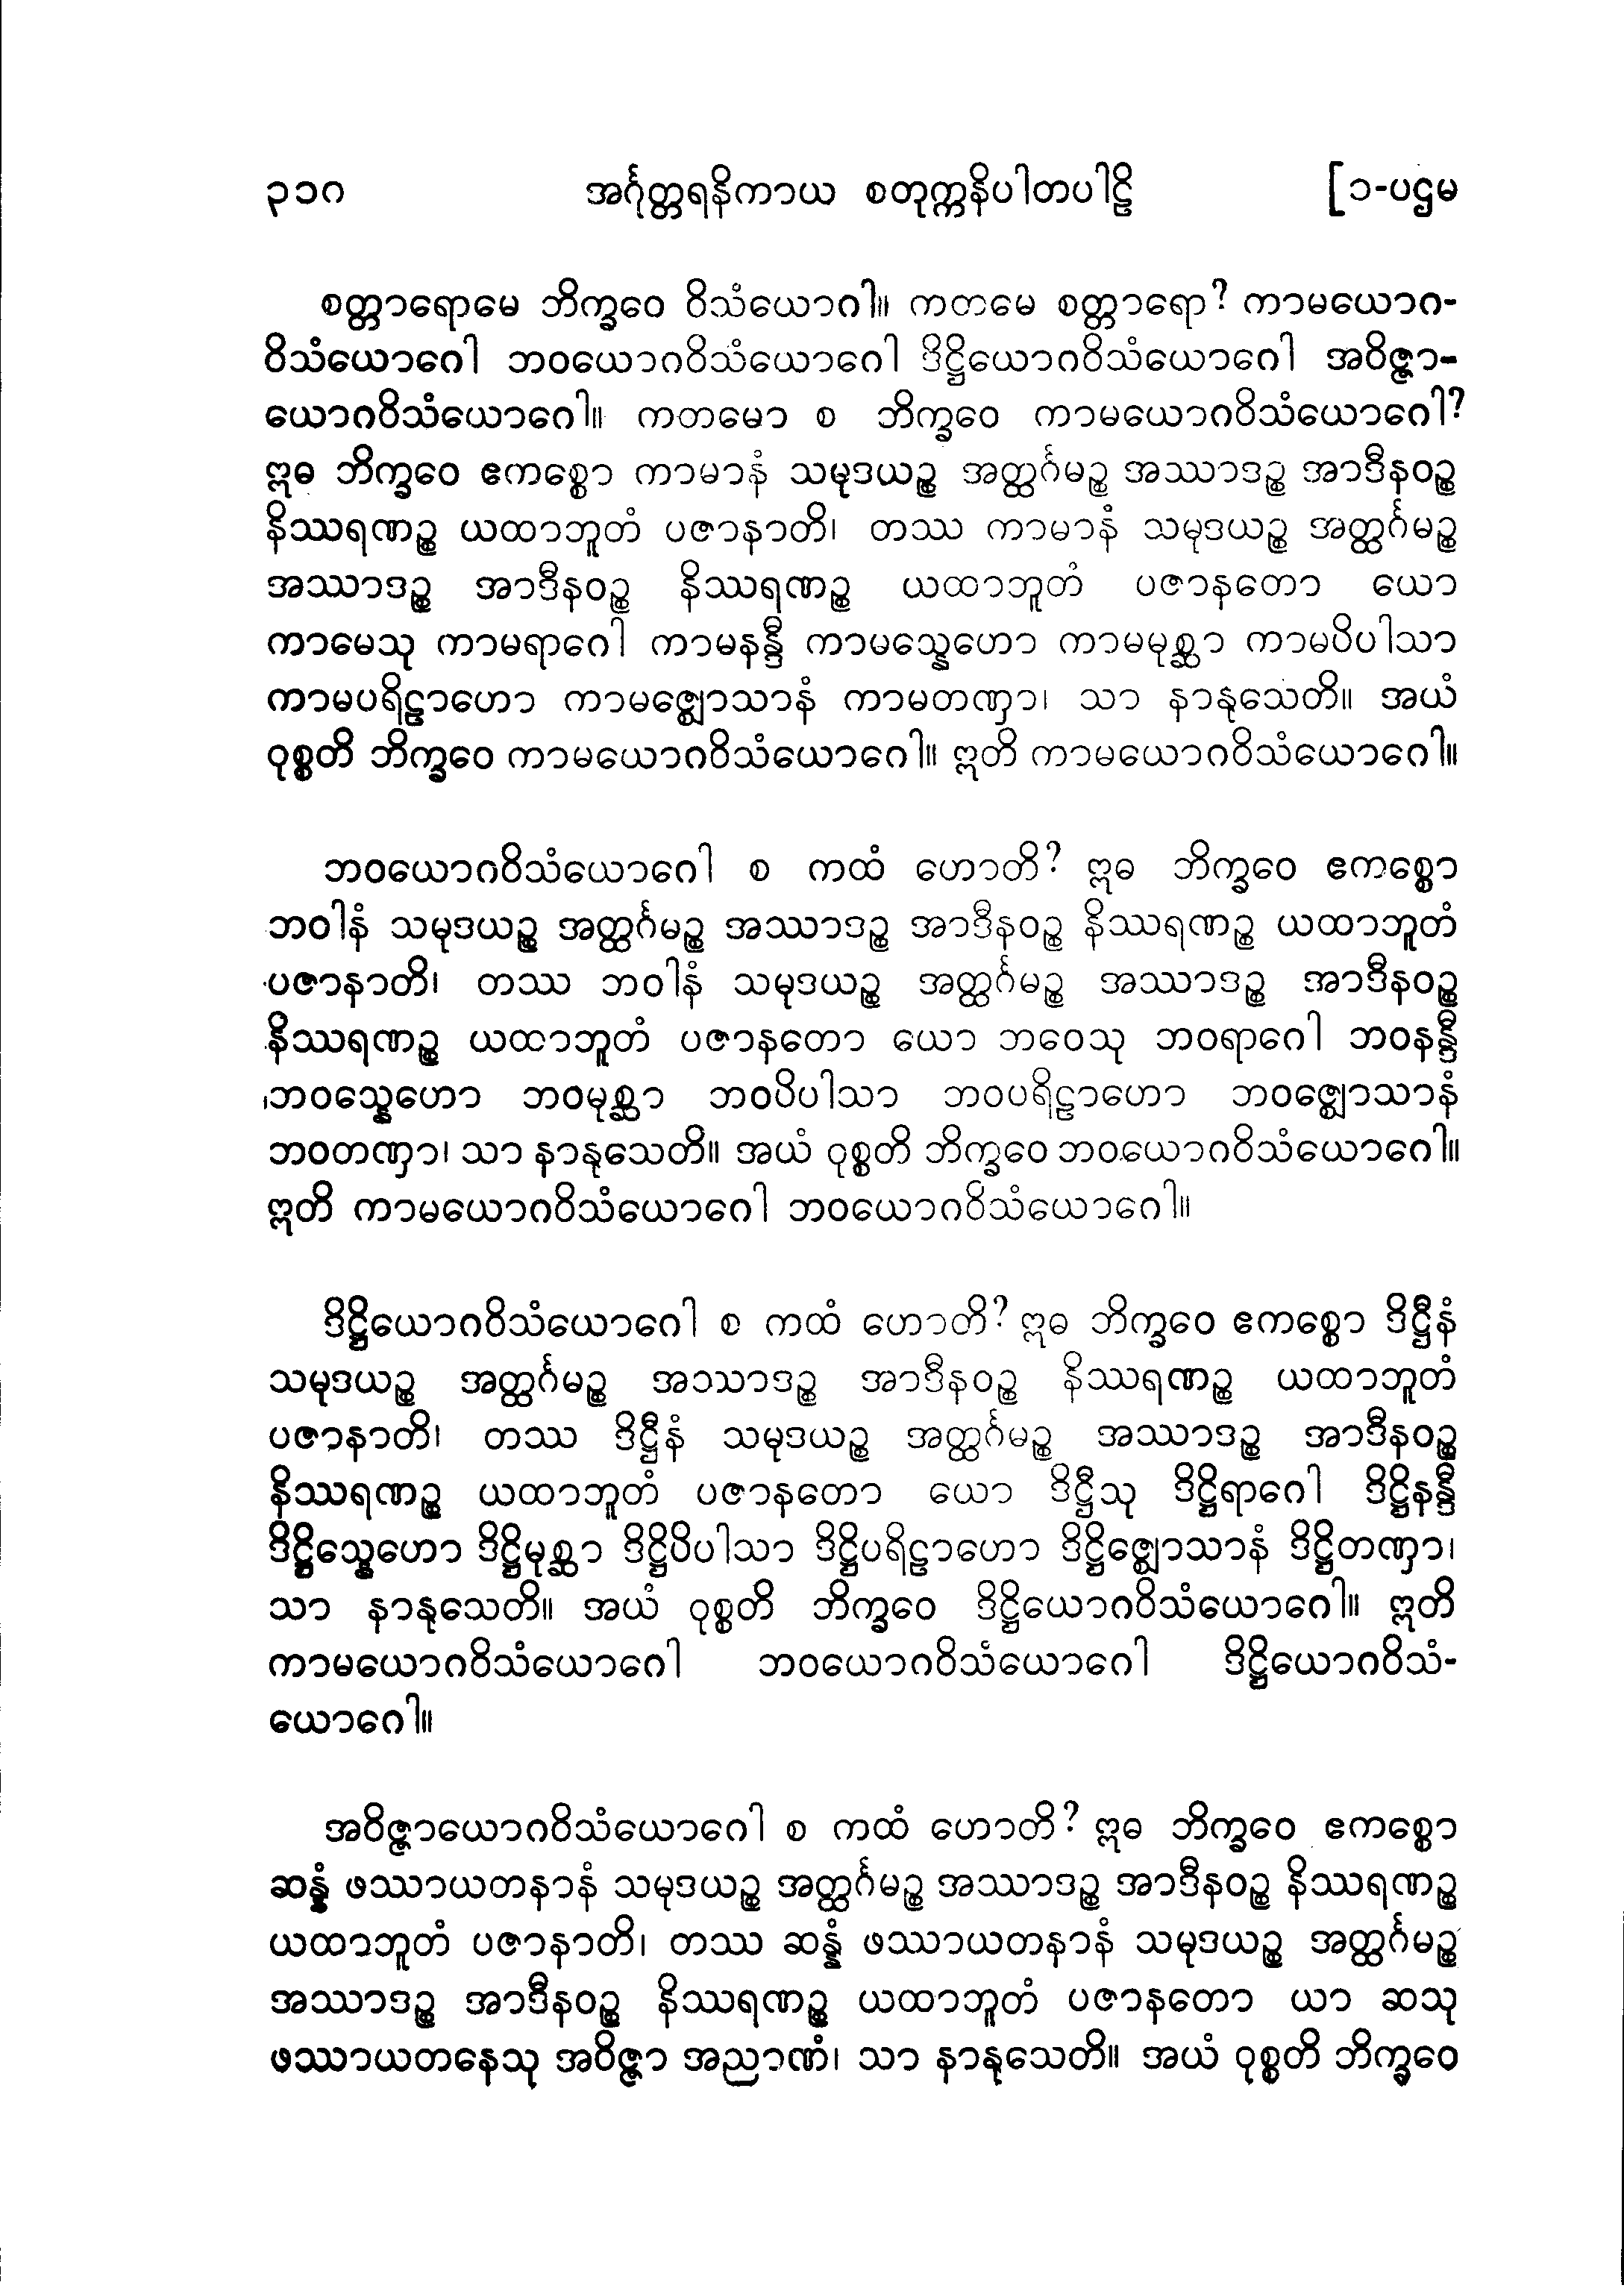 ၃၁၈ အင်္ဂုတ္တရနိကာယ စတုက္ကနိပါတပါဠိ [၁-ပဌမ
စတ္တာရောမေ ဘိက္ခဝေ ဝိသံယောဂါ။ ကတမေ စတ္တာရော? ကာမယောဂ-
ဝိသံယောဂေါ ဘဝယောဂဝိသံယောဂေါ ဒိဋ္ဌိယောဂဝိသံယောဂေါ အဝိဇ္ဇာ-
ယောဂဝိသံယောဂေါ။ ကတမော စ ဘိက္ခဝေ ကာမယောဂဝိသံယောဂေါ?
ဣဓ ဘိက္ခဝေ ဧကစ္စော ကာမာနံ သမုဒယဉ္စ အတ္ထင်္ဂမဉ္စ အဿာဒဉ္စ အာဒီနဝဉ္စ
နိဿရဏဉ္စ ယထာဘူတံ ပဇာနာတိ၊ တဿ ကာမာနံ သမုဒယဉ္စ အတ္ထင်္ဂမဉ္စ
အဿာဒဉ္စ အာဒီနဝဉ္စ နိဿရဏဉ္စ ယထာဘူတံ ပဇာနတော ယော
ကာမေသု ကာမရာဂေါ ကာမနန္ဒီ ကာမသ္နေဟော ကာမမုစ္ဆာ ကာမပိပါသာ
ကာမပရိဠာဟော ကာမဇ္ဈောသာနံ ကာမတဏှာ၊ သာ နာနုသေတိ။ အယံ
ဝုစ္စတိ ဘိက္ခဝေ ကာမယောဂဝိသံယောဂေါ။ ဣတိ ကာမယောဂဝိသံယောဂေါ။
ဘဝယောဂဝိသံယောဂေါ စ ကထံ ဟောတိ? ဣဓ ဘိက္ခဝေ ဧကစ္စော
ဘဝါနံ သမုဒယဉ္စ အတ္ထင်္ဂမဉ္စ အဿာဒဉ္စ အာဒီနဝဉ္စ နိဿရဏဉ္စ ယထာဘူတံ
ပဇာနာတိ၊ တဿ ဘဝါနံ သမုဒယဉ္စ အတ္ထင်္ဂမဉ္စ အဿာဒဉ္စ အာဒီနဝဉ္စ
နိဿရဏဉ္စ ယထာဘူတံ ပဇာနတော ယော ဘဝေသု ဘဝရာဂေါ ဘဝနန္ဒီ
ဘဝသ္နေဟော ဘဝမုစ္ဆာ ဘဝပိပါသာ ဘဝပရိဠာဟော ဘဝဇ္ဈောသာနံ
ဘဝတဏှာ၊ သာ နာနုသေတိ။ အယံ ဝုစ္စတိ ဘိက္ခဝေ ဘဝယောဂဝိသံယောဂေါ။
ဣတိ ကာမယောဂဝိသံယောဂေါ ဘဝယောဂဝိသံယောဂေါ။
ဒိဋ္ဌိယောဂဝိသံယောဂေါ စ ကထံ ဟောတိ? ဣဓ ဘိက္ခဝေ ဧကစ္စော ဒိဋ္ဌီနံ
သမုဒယဉ္စ အတ္ထင်္ဂမဉ္စ အဿာဒဉ္စ အာဒီနဝဉ္စ နိဿရဏဉ္စ ယထာဘူတံ
ပဇာနာတိ၊ တဿ ဒိဋ္ဌီနံ သမုဒယဉ္စ အတ္ထင်္ဂမဉ္စ အဿာဒဉ္စ အာဒီနဝဉ္စ
နိဿရဏဉ္စ ယထာဘူတံ ပဇာနတော ယော ဒိဋ္ဌီသု ဒိဋ္ဌိရာဂေါ ဒိဋ္ဌိနန္ဒီ
ဒိဋ္ဌိသ္နေဟော ဒိဋ္ဌိမုစ္ဆာ ဒိဋ္ဌိပိပါသာ ဒိဋ္ဌိပရိဠာဟော ဒိဋ္ဌိဇ္ဈောသာနံ ဒိဋ္ဌိတဏှာ၊
သာ နာနုသေတိ။ အယံ ဝုစ္စတိ ဘိက္ခဝေ ဒိဋ္ဌိယောဂဝိသံယောဂေါ။ ဣတိ
ကာမယောဂဝိသံယောဂေါ ဘဝယောဂဝိသံယောဂေါ ဒိဋ္ဌိယောဂဝိသံ-
ယောဂေါ။
အဝိဇ္ဇာယောဂဝိသံယောဂေါ စ ကထံ ဟောတိ? ဣဓ ဘိက္ခဝေ ဧကစ္စော
ဆန္နံ ဖဿာယတနာနံ သမုဒယဉ္စ အတ္ထင်္ဂမဉ္စ အဿာဒဉ္စ အာဒီနဝဉ္စ နိဿရဏဉ္စ
ယထာဘူတံ ပဇာနာတိ၊ တဿ ဆန္နံ ဖဿာယတနာနံ သမုဒယဉ္စ အတ္ထင်္ဂမဉ္စ
အဿာဒဉ္စ အာဒီနဝဉ္စ နိဿရဏဉ္စ ယထာဘူတံ ပဇာနတော ယာ ဆသု
ဖဿာယတနေသု အဝိဇ္ဇာ အညာဏံ၊ သာ နာနုသေတိ။ အယံ ဝုစ္စတိ ဘိက္ခဝေ